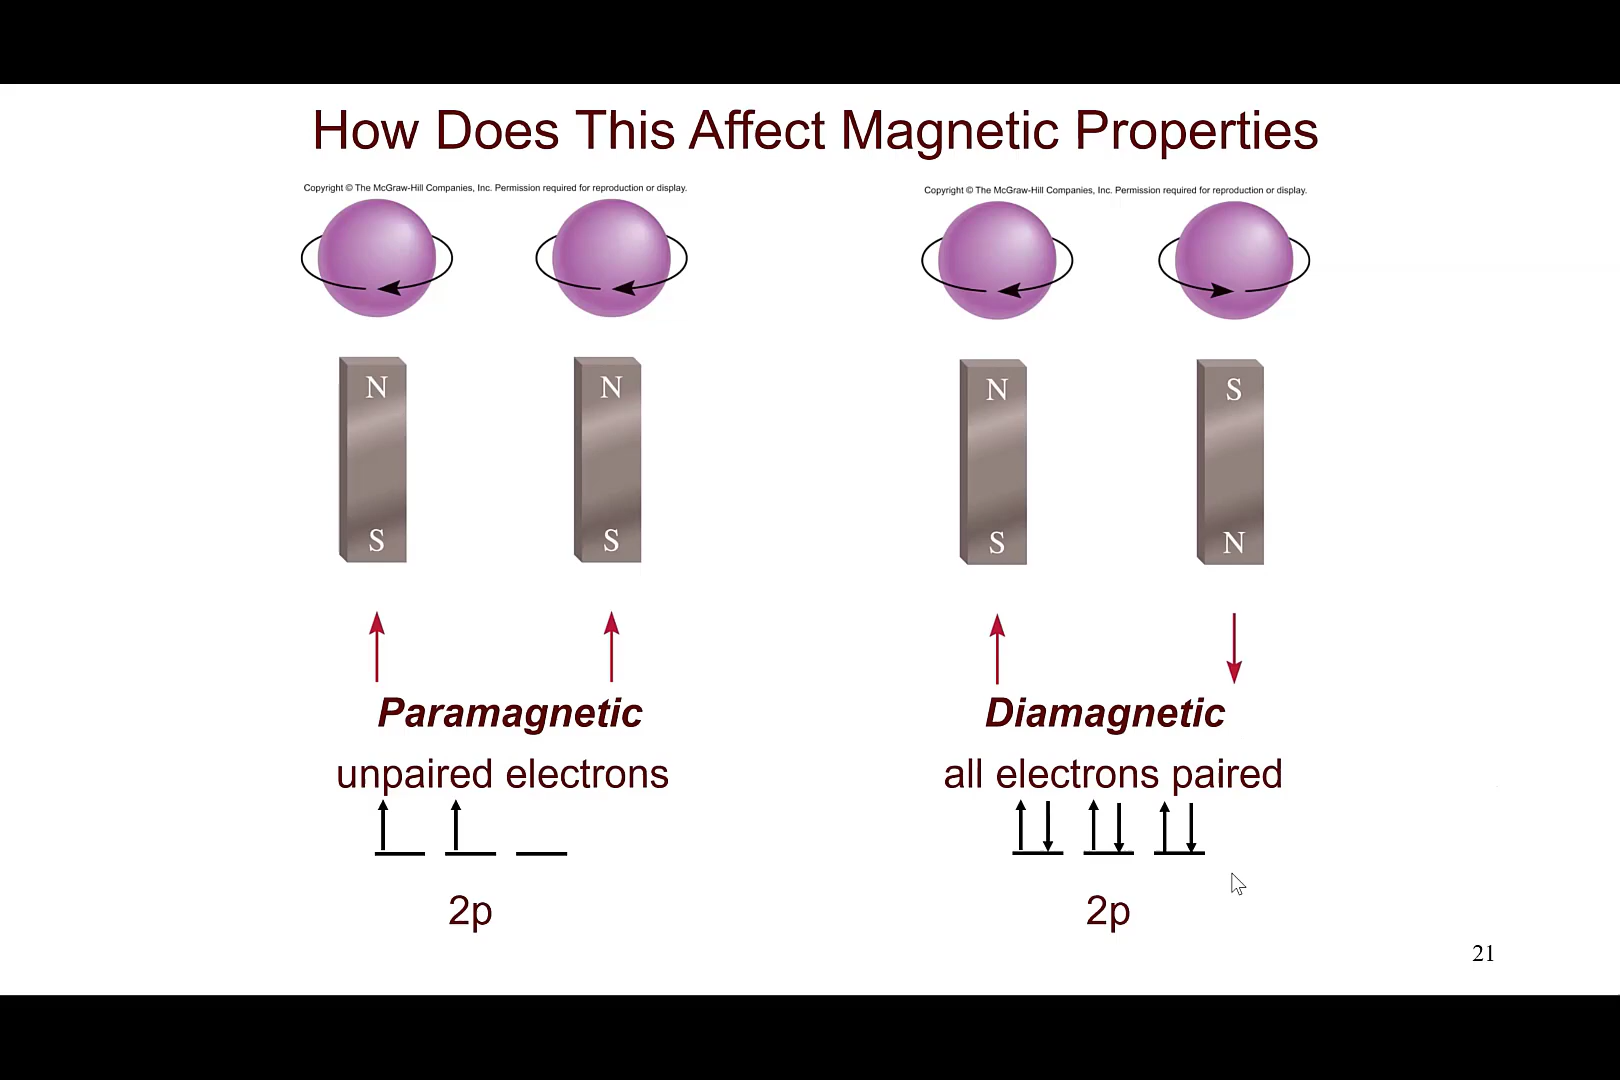 How Does This Affect Magnetic Properties
Copyright © The McGraw-Hill Companies, Inc. Permission required for reproduction or display.
N
N
S
S
Paramagnetic
unpaired electrons
2p
Copyright © The McGraw-Hill Companies, Inc. Permission required for reproduction or display.
N
S
S
N
Diamagnetic
all electrons paired
2p
21